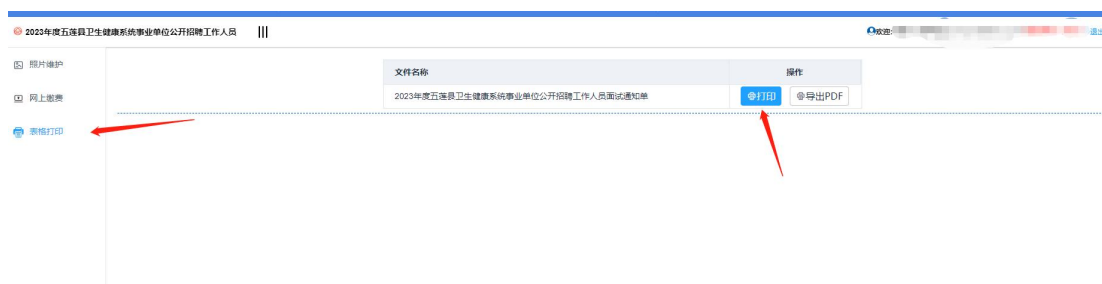 2023年度五莲县卫生健康系统事业单位公开招聘工作人员
欢迎:
退出
照片维护
网上缴费
表格打印
文件名称 操作
2023年度五莲县卫生健康系统事业单位公开招聘工作人员面试通知单 打印 导出PDF